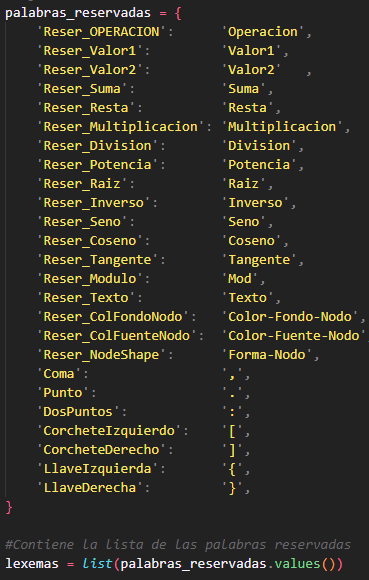 palabras_reservadas = {
    'Reser_OPERACION':       'Operacion',
    'Reser_Valor1':          'Valor1',
    'Reser_Valor2':          'Valor2'   ,
    'Reser_Suma':            'Suma',
    'Reser_Resta':           'Resta',
    'Reser_Multiplicacion':  'Multiplicacion',
    'Reser_Division':        'Division',
    'Reser_Potencia':        'Potencia',
    'Reser_Raiz':            'Raiz',
    'Reser_Inverso':         'Inverso',
    'Reser_Seno':            'Seno',
    'Reser_Coseno':          'Coseno',
    'Reser_Tangente':        'Tangente',
    'Reser_Modulo':          'Mod',
    'Reser_Texto':           'Texto',
    'Reser_ColFondoNodo':    'Color-Fondo-Nodo',
    'Reser_ColFuenteNodo':   'Color-Fuente-Nodo',
    'Reser_NodeShape':       'Forma-Nodo',
    'Coma':                  ',',
    'Punto':                 '.',
    'DosPuntos':             ':',
    'CorcheteIzquierdo':     '[',
    'CorcheteDerecho':       ']',
    'LlaveIzquierda':        '{',
    'LlaveDerecha':          '}',
}
#Contiene la lista de las palabras reservadas
lexemas = list(palabras_reservadas.values())